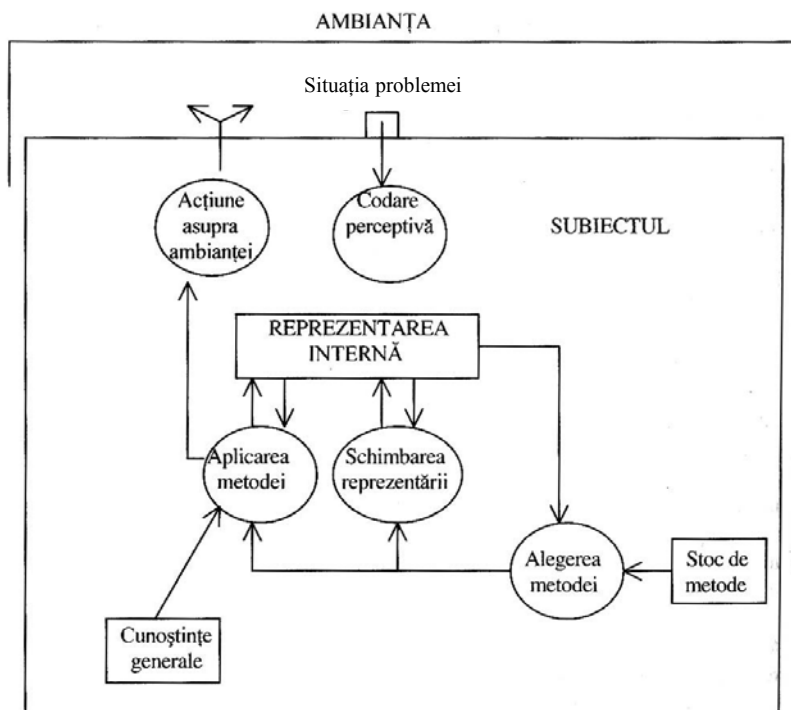 AMBIANȚA
Situația problemei
Acțiune
asupra
ambianței
Codare
perceptivă
SUBIECTUL
REPREZENTAREA
INTERNĂ
Aplicarea
metodei
Schimbarea
reprezentării
Alegerea
metodei
Stoc de
metode
Cunoştințe
generale